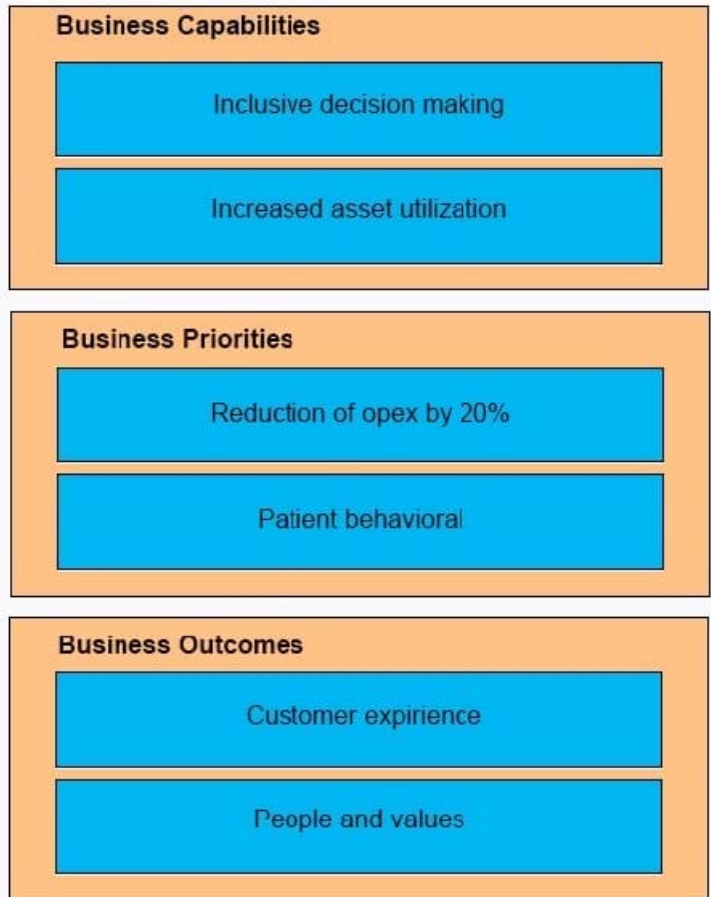 Business Capabilities
Inclusive decision making
Increased asset utilization
Business Priorities
Reduction of opex by 20%
Patient behavioral
Business Outcomes
Customer expirience
People and values